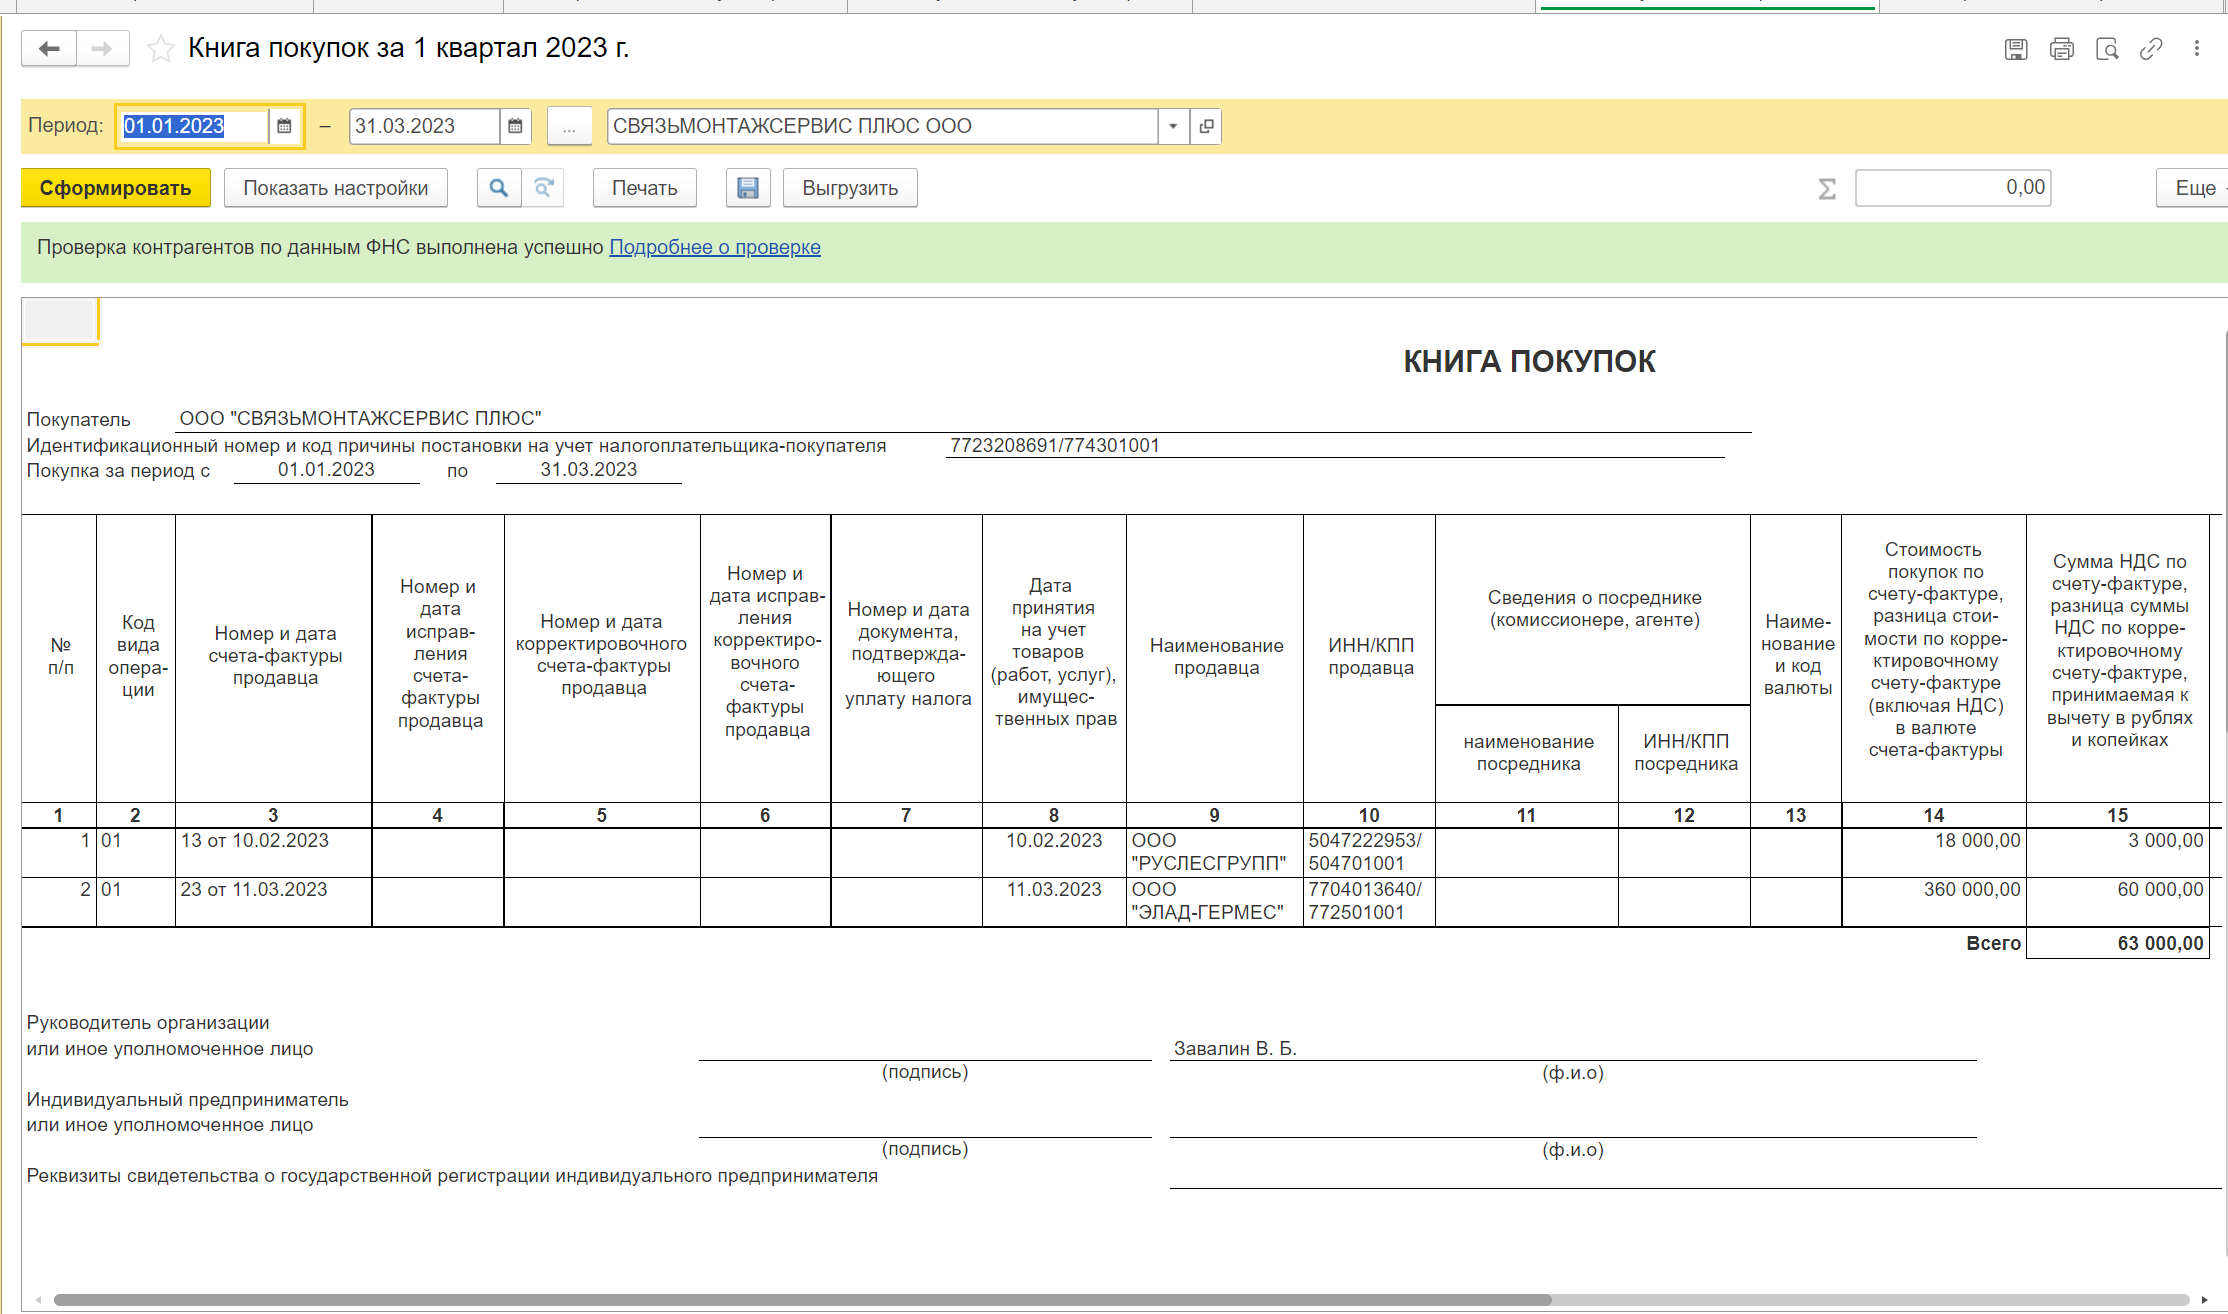 Книга покупок за 1 квартал 2023 г.
Период: 01.01.2023 – 31.03.2023 ... СВЯЗЬМОНТАЖСЕРВИС ПЛЮС ООО
Сформировать Показать настройки Печать Выгрузить Σ 0,00 Еще
Проверка контрагентов по данным ФНС выполнена успешно Подробнее о проверке
КНИГА ПОКУПОК
Покупатель ООО "СВЯЗЬМОНТАЖСЕРВИС ПЛЮС"
Идентификационный номер и код причины постановки на учет налогоплательщика-покупателя 7723208691/774301001
Покупка за период с 01.01.2023 по 31.03.2023
№
п/п
Код
вида
опера-
ции
Номер и дата
счета-фактуры
продавца
Номер и
дата
исправ-
ления
счета-
фактуры
продавца
Номер и дата
корректировочного
счета-фактуры
продавца
Номер и
дата исправ-
ления
корректиро-
вочного
счета-
фактуры
продавца
Номер и дата
документа,
подтвержда-
ющего
уплату налога
Дата
принятия
на учет
товаров
(работ, услуг),
имущес-
твенных прав
Наименование
продавца
ИНН/КПП
продавца
Сведения о посреднике
(комиссионере, агенте)
наименование
посредника
ИНН/КПП
посредника
Наиме-
нование
и код
валюты
Стоимость
покупок по
счету-фактуре,
разница стои-
мости по корре-
ктировочному
счету-фактуре
(включая НДС)
в валюте
счета-фактуры
Сумма НДС по
счету-фактуре,
разница суммы
НДС по корре-
ктировочному
счету-фактуре,
принимаемая к
вычету в рублях
и копейках
1 2 3 4 5 6 7 8 9 10 11 12 13 14 15
1 01 13 от 10.02.2023 10.02.2023 ООО 5047222953/ 18 000,00 3 000,00
"РУСЛЕСГРУПП" 504701001
2 01 23 от 11.03.2023 11.03.2023 ООО 7704013640/ 360 000,00 60 000,00
"ЭЛАД-ГЕРМЕС" 772501001
Всего 63 000,00
Руководитель организации
или иное уполномоченное лицо Завалин В. Б.
(подпись) (ф.и.о)
Индивидуальный предприниматель
или иное уполномоченное лицо
(подпись) (ф.и.о)
Реквизиты свидетельства о государственной регистрации индивидуального предпринимателя